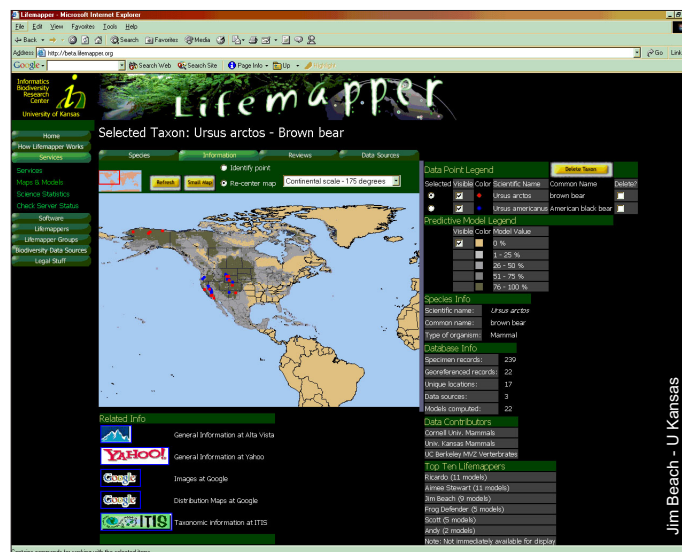 Lifemapper - Microsoft Internet Explorer
File Edit View Favorites Tools Help
Back Search Favorites Media
Address http://beta.lifemapper.org Go Link
Google Search Web Search Site Page Info Up
Informatics
Biodiversity
Research
Center
University of Kansas
Lifemapper
Selected Taxon: Ursus arctos - Brown bear
Home
How Lifemapper Works
Services
Services
Maps & Models
Science Statistics
Check Server Status
Software
Lifemappers
Lifemapper Groups
Biodiversity Data Sources
Legal Stuff
Species Information Reviews Data Sources
Identify point
Refresh Small Map Re-center map Continental scale - 175 degrees
Related Info
General Information at Alta Vista
YAHOO! General Information at Yahoo
Google Images at Google
Google Distribution Maps at Google
ITIS Taxonomic information at ITIS
Data Point Legend Delete Taxon
Selected Visible Color Scientific Name Common Name Delete?
Ursus arctos brown bear
Ursus americanus American black bear
Predictive Model Legend
Visible Color Model Value
0 %
1 - 25 %
26 - 50 %
51 - 75 %
76 - 100 %
Species Info
Scientific name: Ursus arctos
Common name: brown bear
Type of organism: Mammal
Database Info
Specimen records: 239
Georeferenced records: 22
Unique locations: 17
Data sources: 3
Models computed: 22
Data Contributors
Cornell Univ. Mammals
Univ. Kansas Mammals
UC Berkeley MVZ Vertebrates
Top Ten Lifemappers
Ricardo (11 models)
Aimee Stewart (11 models)
Jim Beach (9 models)
Frog Defender (5 models)
Scott (5 models)
Andy (2 models)
Note: Not immediately available for display
Jim Beach - U Kansas